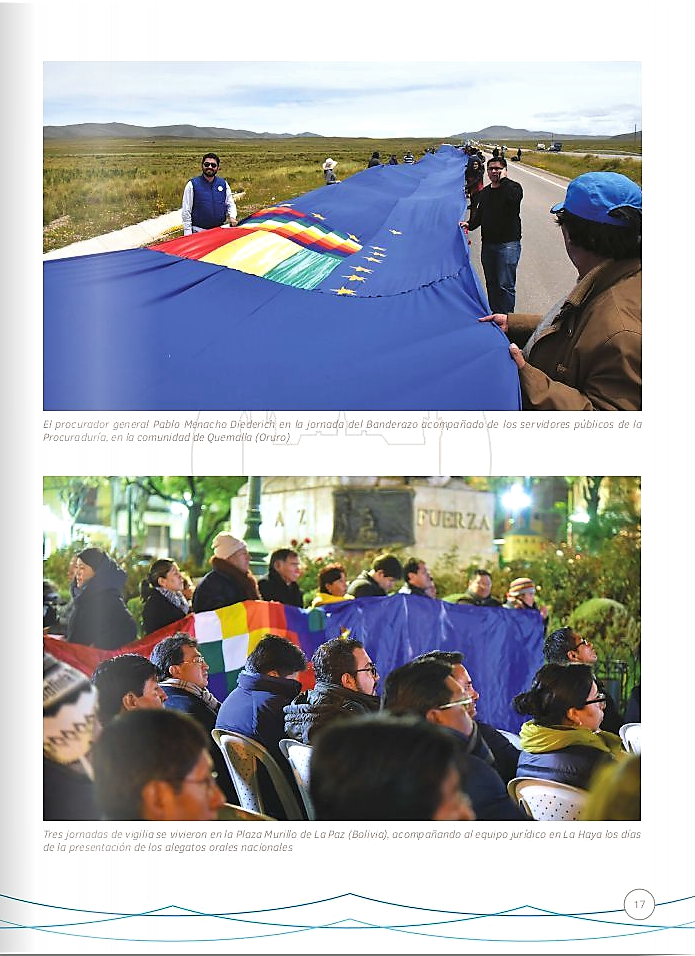 El procurador general Pablo Menacho Diederich en la jornada del Banderazo acompañado de los servidores públicos de la
Procuraduría, en la comunidad de Quemalla (Oruro)
A Z
FUERZA
Tres jornadas de vigilia se vivieron en la Plaza Murillo de La Paz (Bolivia), acompañando al equipo jurídico en La Haya los días
de la presentación de los alegatos orales nacionales
17